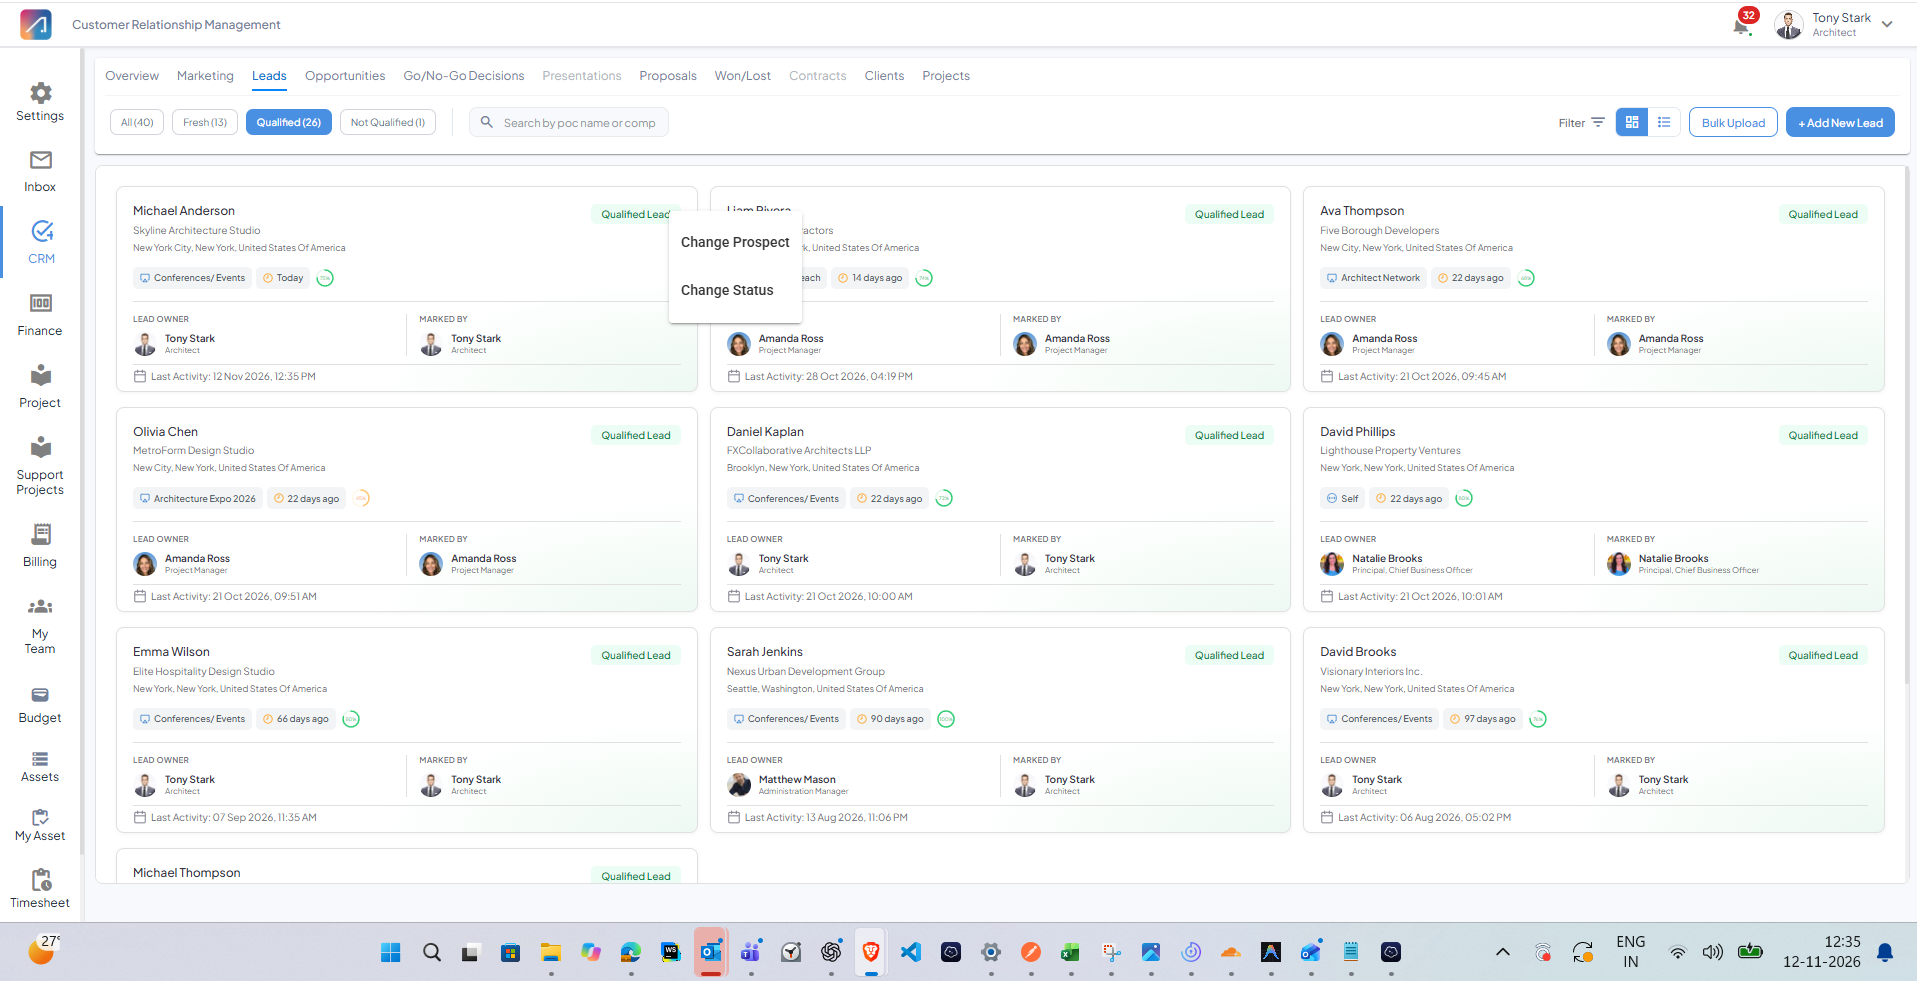 Customer Relationship Management
32
Tony Stark
Architect
Settings
Inbox
CRM
Finance
Project
Support
Projects
Billing
My
Team
Budget
Assets
My Asset
Timesheet
Overview Marketing Leads Opportunities Go/No-Go Decisions Presentations Proposals Won/Lost Contracts Clients Projects
All (40) Fresh (13) Qualified (26) Not Qualified (1) Search by poc name or comp Filter Bulk Upload + Add New Lead
Michael Anderson
Qualified Lead
Skyline Architecture Studio
New York City, New York, United States Of America
Conferences/ Events Today
LEAD OWNER MARKED BY
Tony Stark Tony Stark
Architect Architect
Last Activity: 12 Nov 2026, 12:35 PM
Change Prospect
Change Status
Liam Rivera
Qualified Lead
actors
k, United States Of America
each 14 days ago
MARKED BY
Amanda Ross Amanda Ross
Project Manager Project Manager
Last Activity: 28 Oct 2026, 04:19 PM
Ava Thompson
Qualified Lead
Five Borough Developers
New City, New York, United States Of America
Architect Network 22 days ago
LEAD OWNER MARKED BY
Amanda Ross Amanda Ross
Project Manager Project Manager
Last Activity: 21 Oct 2026, 09:45 AM
Olivia Chen
Qualified Lead
MetroForm Design Studio
New City, New York, United States Of America
Architecture Expo 2026 22 days ago
LEAD OWNER MARKED BY
Amanda Ross Amanda Ross
Project Manager Project Manager
Last Activity: 21 Oct 2026, 09:51 AM
Daniel Kaplan
Qualified Lead
FXCollaborative Architects LLP
Brooklyn, New York, United States Of America
Conferences/ Events 22 days ago
LEAD OWNER MARKED BY
Tony Stark Tony Stark
Architect Architect
Last Activity: 21 Oct 2026, 10:00 AM
David Phillips
Qualified Lead
Lighthouse Property Ventures
New York, New York, United States Of America
Self 22 days ago
LEAD OWNER MARKED BY
Natalie Brooks Natalie Brooks
Principal, Chief Business Officer Principal, Chief Business Officer
Last Activity: 21 Oct 2026, 10:01 AM
Emma Wilson
Qualified Lead
Elite Hospitality Design Studio
New York, New York, United States Of America
Conferences/ Events 66 days ago
LEAD OWNER MARKED BY
Tony Stark Tony Stark
Architect Architect
Last Activity: 07 Sep 2026, 11:35 AM
Sarah Jenkins
Qualified Lead
Nexus Urban Development Group
Seattle, Washington, United States Of America
Conferences/ Events 90 days ago 100%
LEAD OWNER MARKED BY
Matthew Mason Tony Stark
Administration Manager Architect
Last Activity: 13 Aug 2026, 11:06 PM
David Brooks
Qualified Lead
Visionary Interiors Inc.
New York, New York, United States Of America
Conferences/ Events 97 days ago
LEAD OWNER MARKED BY
Tony Stark Tony Stark
Architect Architect
Last Activity: 06 Aug 2026, 05:02 PM
Michael Thompson
Qualified Lead
27°
WS
ENG
IN
12:35
12-11-2026